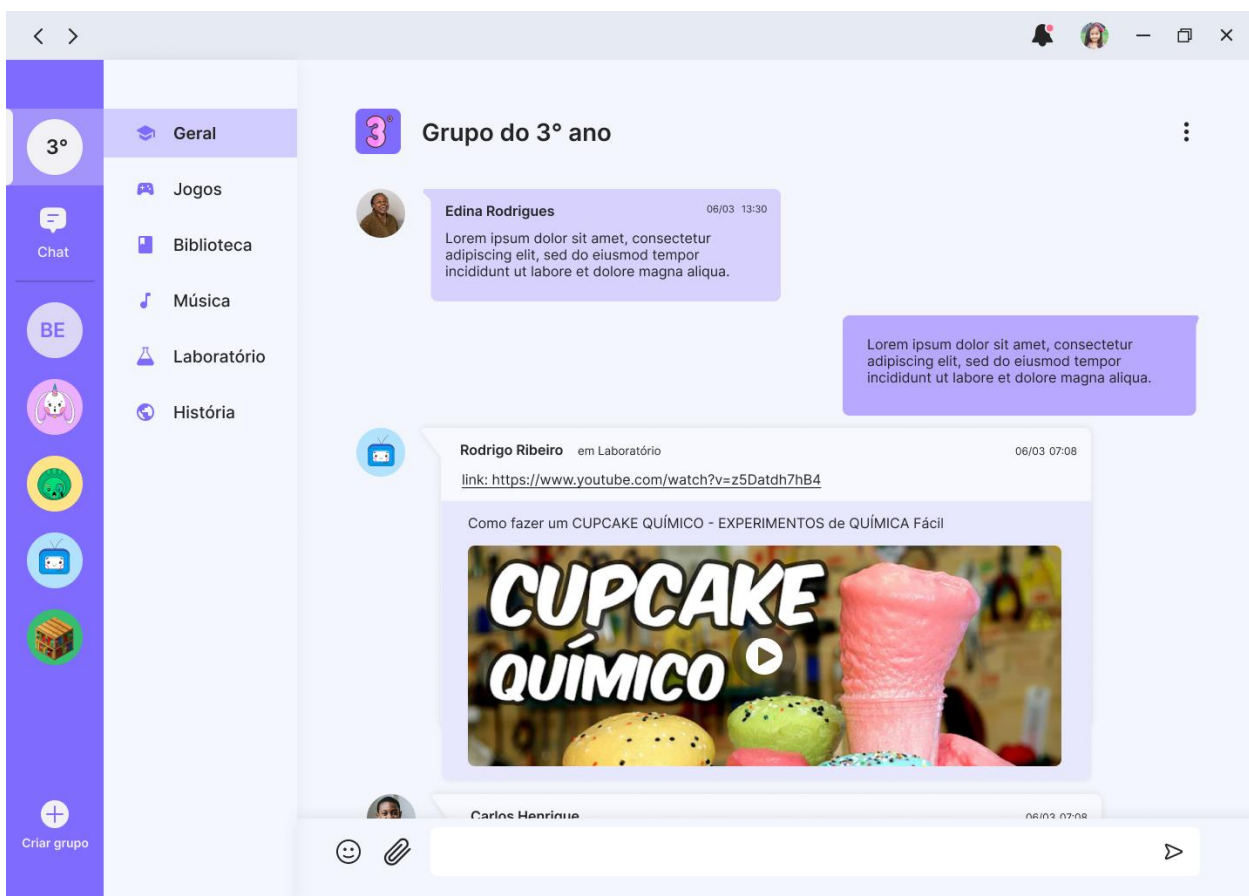 3°
Chat
BE
Criar grupo
Geral
Jogos
Biblioteca
Música
Laboratório
História
3°
Grupo do 3° ano
Edina Rodrigues 06/03 13:30
Lorem ipsum dolor sit amet, consectetur
adipiscing elit, sed do eiusmod tempor
incididunt ut labore et dolore magna aliqua.
Lorem ipsum dolor sit amet, consectetur
adipiscing elit, sed do eiusmod tempor
incididunt ut labore et dolore magna aliqua.
Rodrigo Ribeiro em Laboratório 06/03 07:08
link: https://www.youtube.com/watch?v=z5Datdh7hB4
Como fazer um CUPCAKE QUÍMICO - EXPERIMENTOS de QUÍMICA Fácil
CUPCAKE
QUÍMICO
Carlos Henrique 06/03 07:08